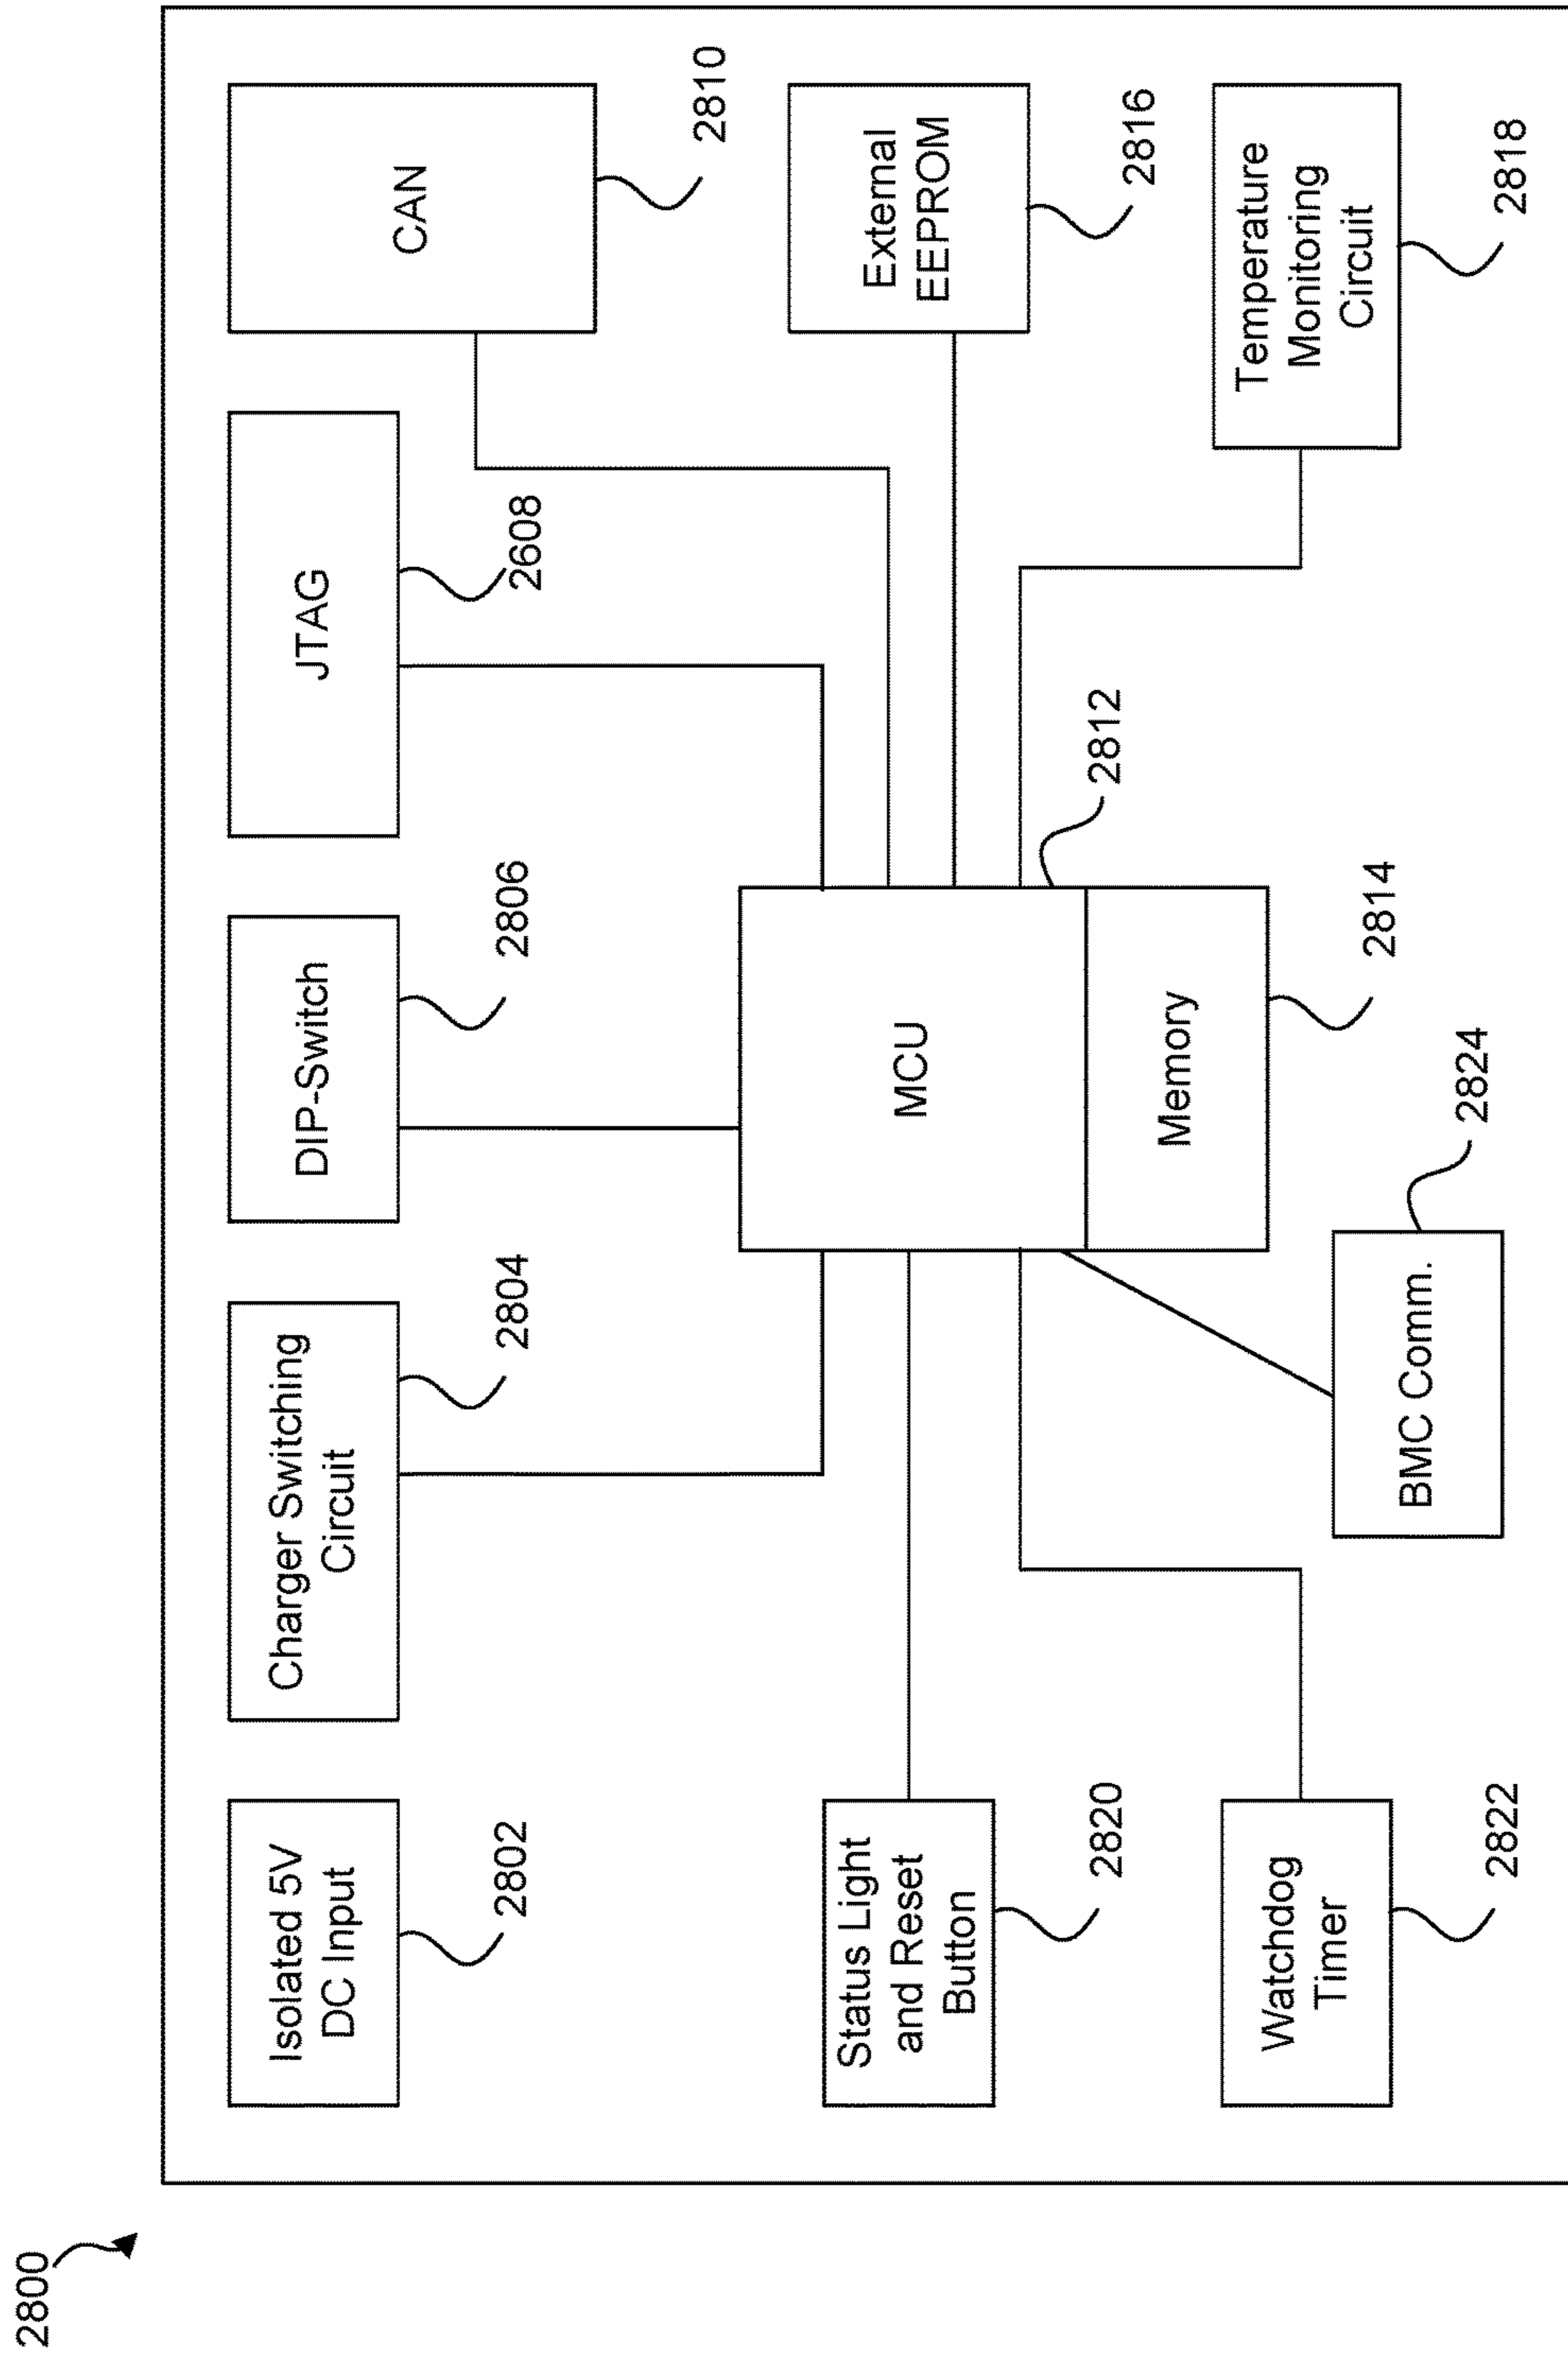 2800
Isolated 5V
DC Input
2802
Charger Switching
Circuit
2804
DIP-Switch
2806
JTAG
2608
CAN
2810
Status Light
and Reset
Button
2820
MCU
2812
Memory
2814
External
EEPROM
2816
Watchdog
Timer
2822
BMC Comm.
2824
Temperature
Monitoring
Circuit
2818